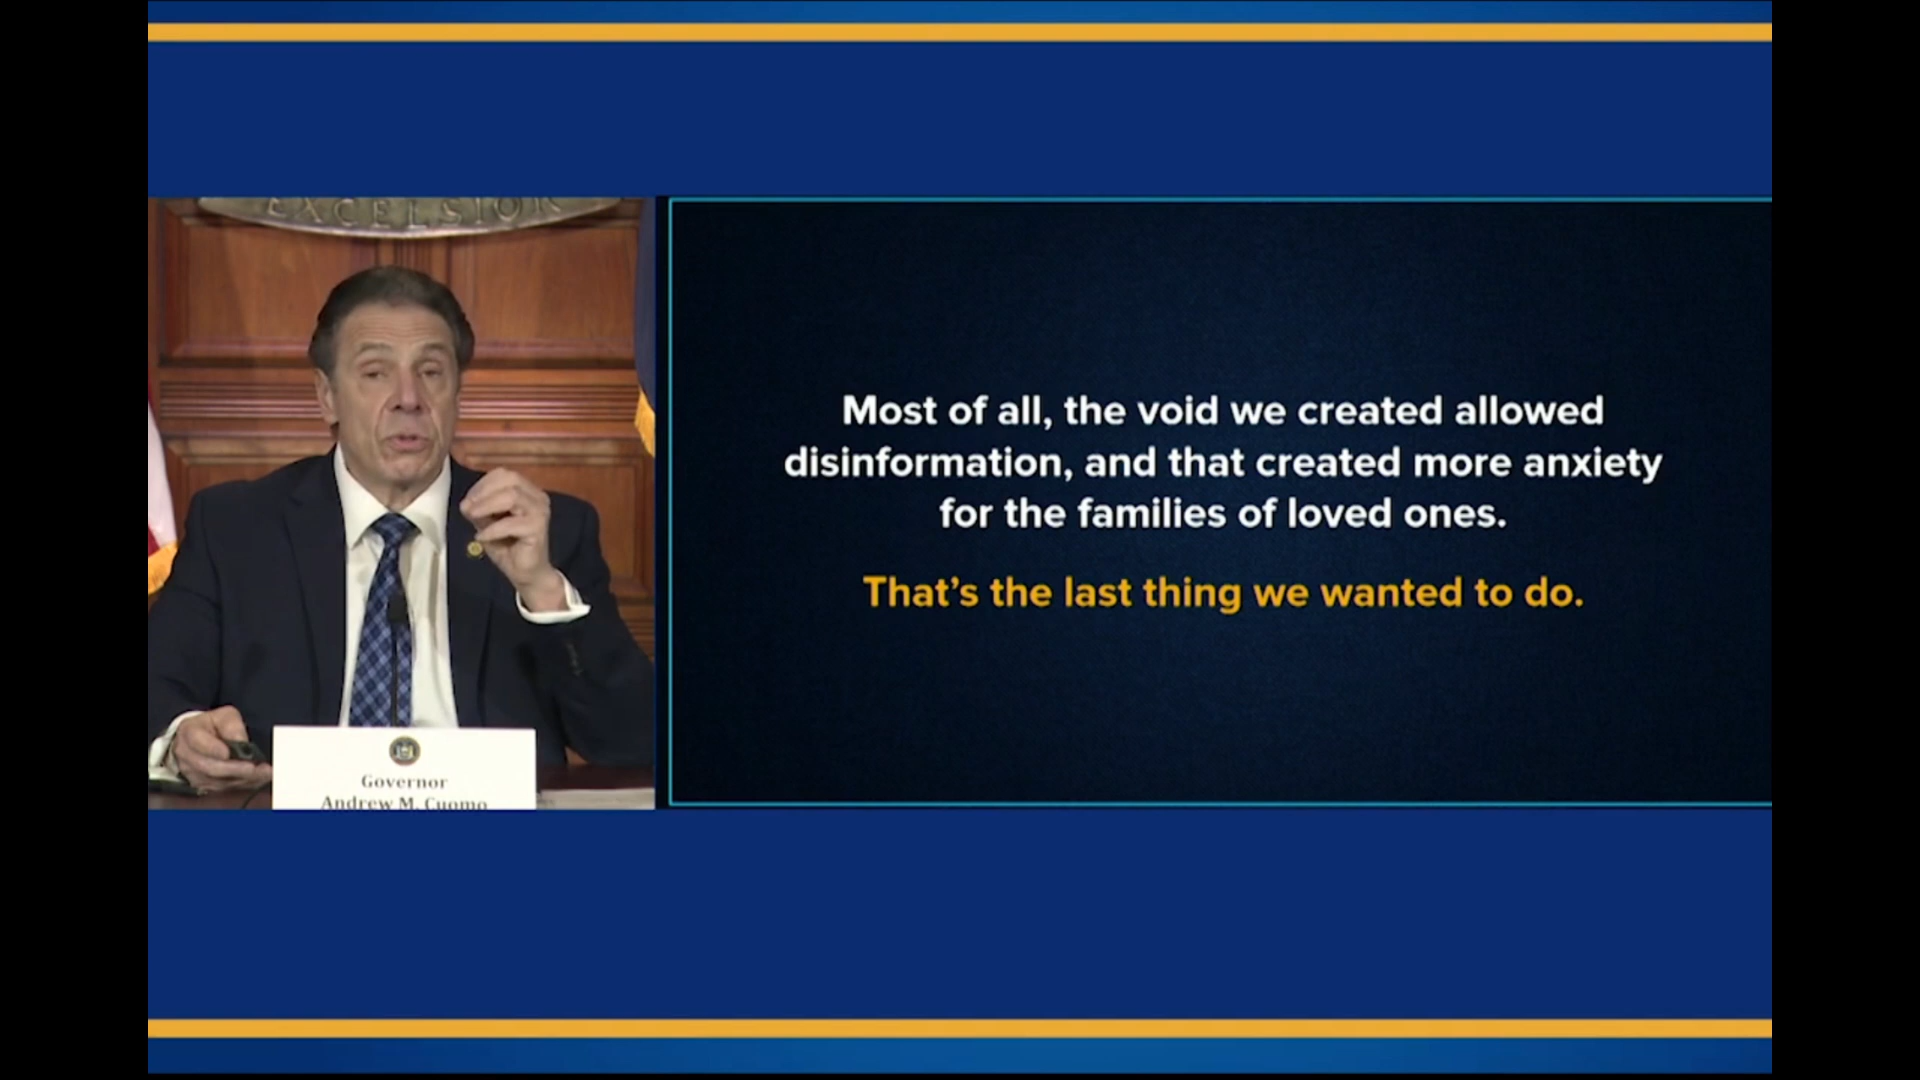 EXCELSIOR
Most of all, the void we created allowed
disinformation, and that created more anxiety
for the families of loved ones.
That's the last thing we wanted to do.
Governor
Andrew M. Cuomo